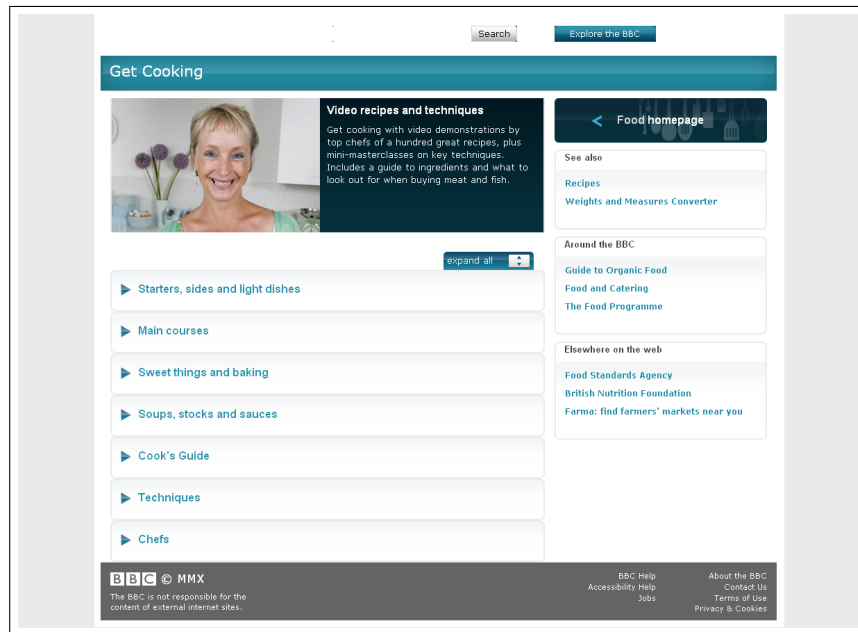 Search
Explore the BBC
Get Cooking
Video recipes and techniques
Get cooking with video demonstrations by
top chefs of a hundred great recipes, plus
mini-masterclasses on key techniques.
Includes a guide to ingredients and what to
look out for when buying meat and fish.
expand all
Starters, sides and light dishes
Main courses
Sweet things and baking
Soups, stocks and sauces
Cook's Guide
Techniques
Chefs
< Food homepage
See also
Recipes
Weights and Measures Converter
Around the BBC
Guide to Organic Food
Food and Catering
The Food Programme
Elsewhere on the web
Food Standards Agency
British Nutrition Foundation
Farma: find farmers' markets near you
BBC © MMX
The BBC is not responsible for the
content of external internet sites.
BBC Help
Accessibility Help
Jobs
About the BBC
Contact Us
Terms of Use
Privacy & Cookies